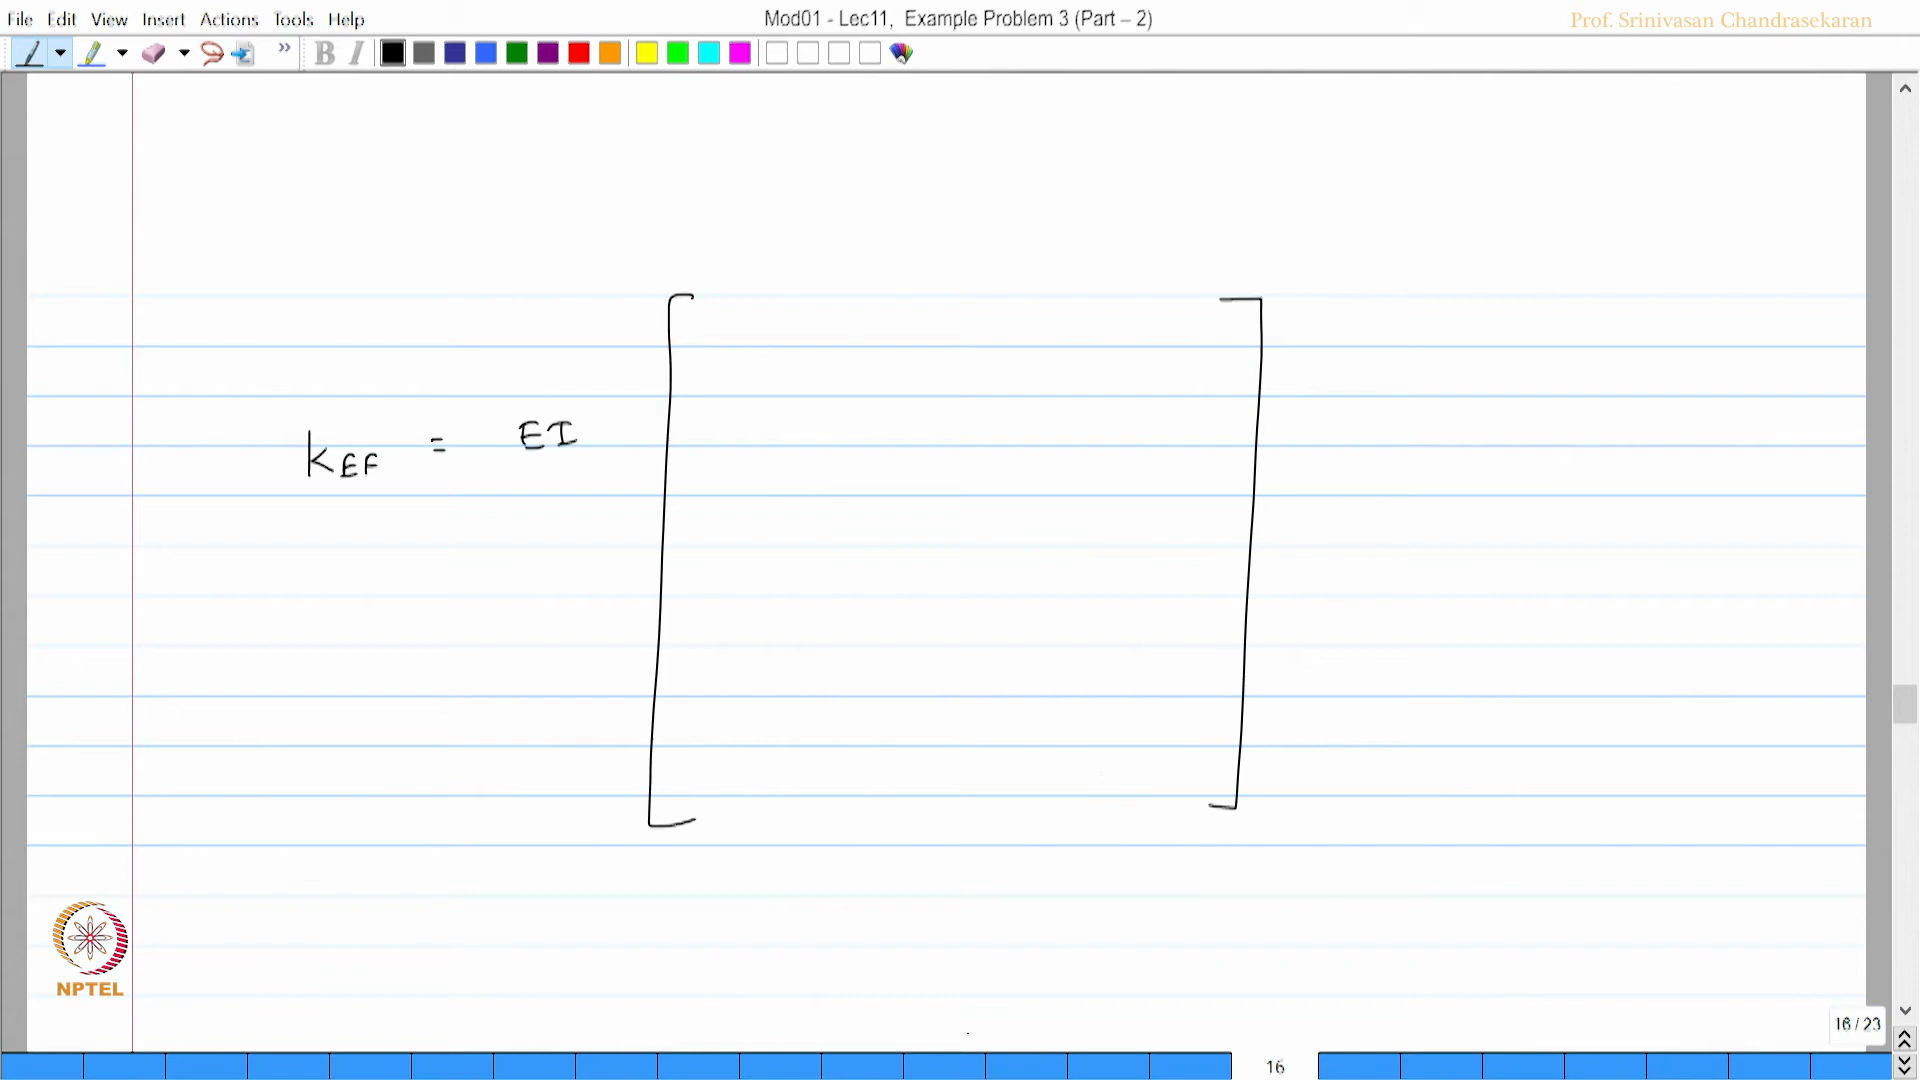 File Edit View Insert Actions Tools Help
Mod01 - Lec11, Example Problem 3 (Part – 2)
Prof. Srinivasan Chandrasekaran
» B I
KEF = EI
NPTEL
16 / 23
16